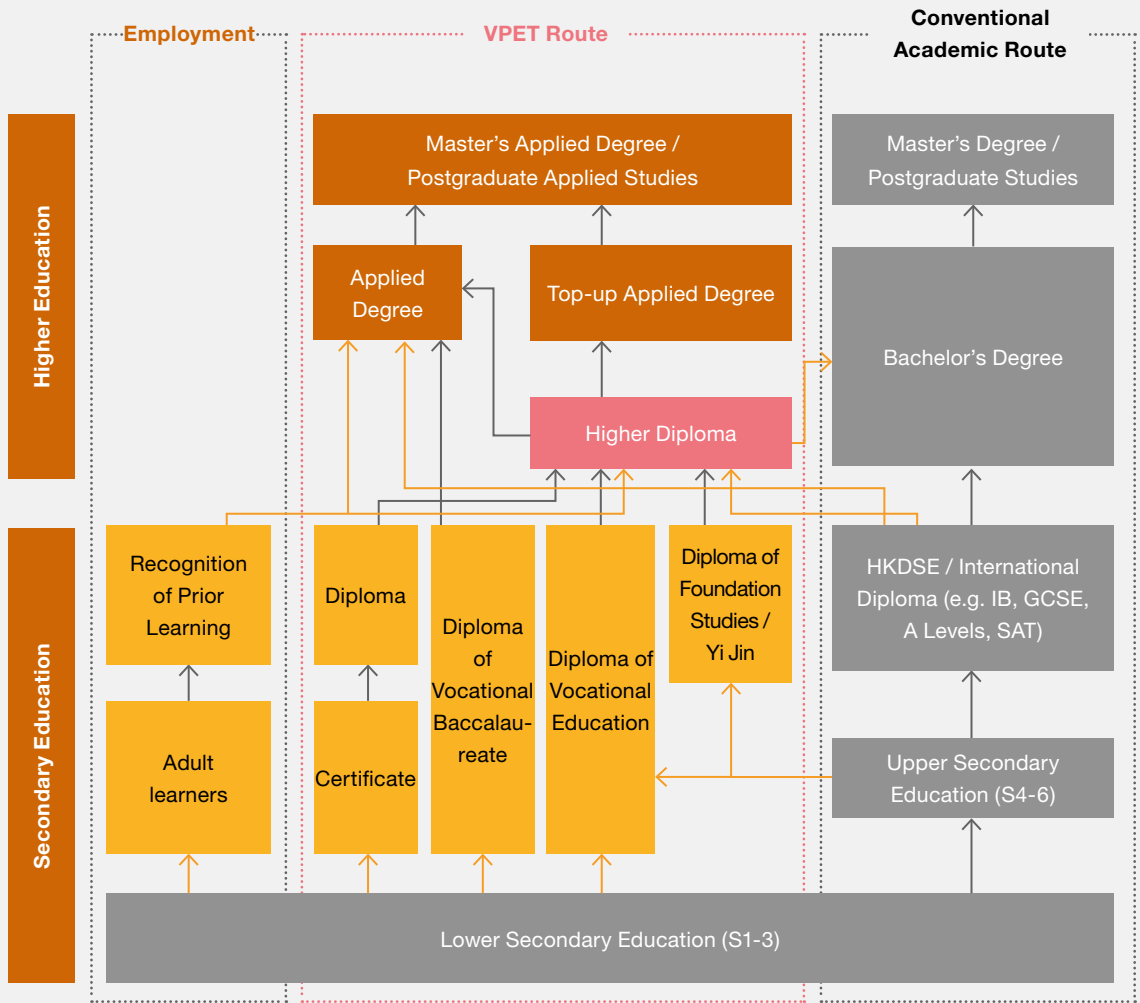 Employment
VPET Route
Conventional
Academic Route
Higher Education
Master's Applied Degree /
Postgraduate Applied Studies
Master's Degree /
Postgraduate Studies
Applied
Degree
Top-up Applied Degree
Bachelor's Degree
Higher Diploma
Secondary Education
Recognition
of Prior
Learning
Diploma
Diploma
of
Vocational
Baccalau-
reate
Diploma of
Vocational
Education
Diploma of
Foundation
Studies /
Yi Jin
HKDSE / International
Diploma (e.g. IB, GCSE,
A Levels, SAT)
Adult
learners
Certificate
Upper Secondary
Education (S4-6)
Lower Secondary Education (S1-3)